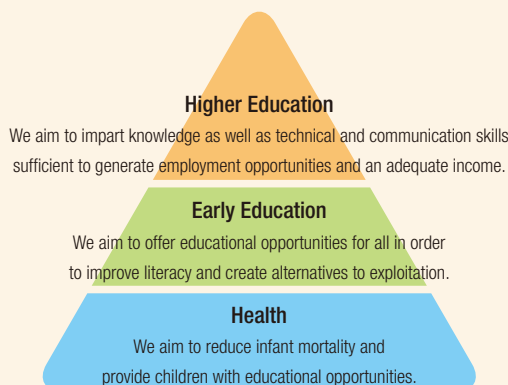 Higher Education
We aim to impart knowledge as well as technical and communication skills
sufficient to generate employment opportunities and an adequate income.
Early Education
We aim to offer educational opportunities for all in order
to improve literacy and create alternatives to exploitation.
Health
We aim to reduce infant mortality and
provide children with educational opportunities.